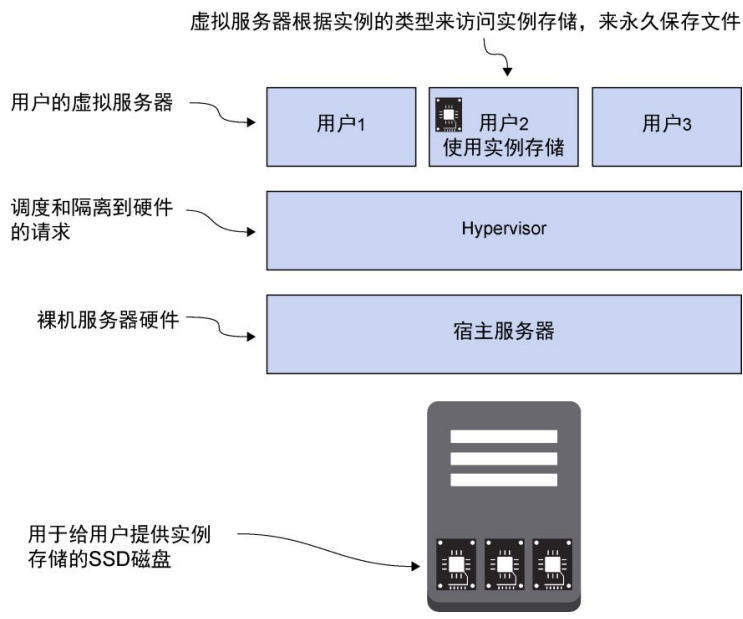 虚拟服务器根据实例的类型来访问实例存储，来永久保存文件
用户的虚拟服务器
用户1
用户2
使用实例存储
用户3
调度和隔离到硬件
的请求
Hypervisor
裸机服务器硬件
宿主服务器
用于给用户提供实例
存储的SSD磁盘